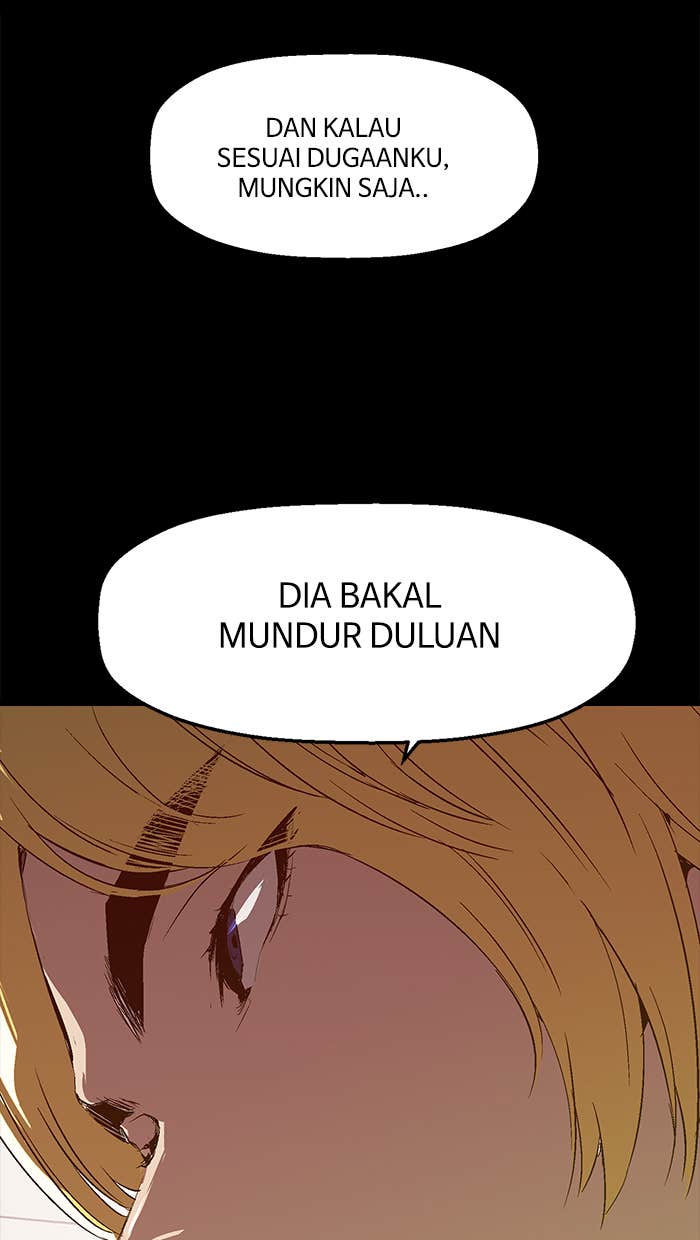 DAN KALAU
SESUAI DUGAANKU,
MUNGKIN SAJA..
DIA BAKAL
MUNDUR DULUAN